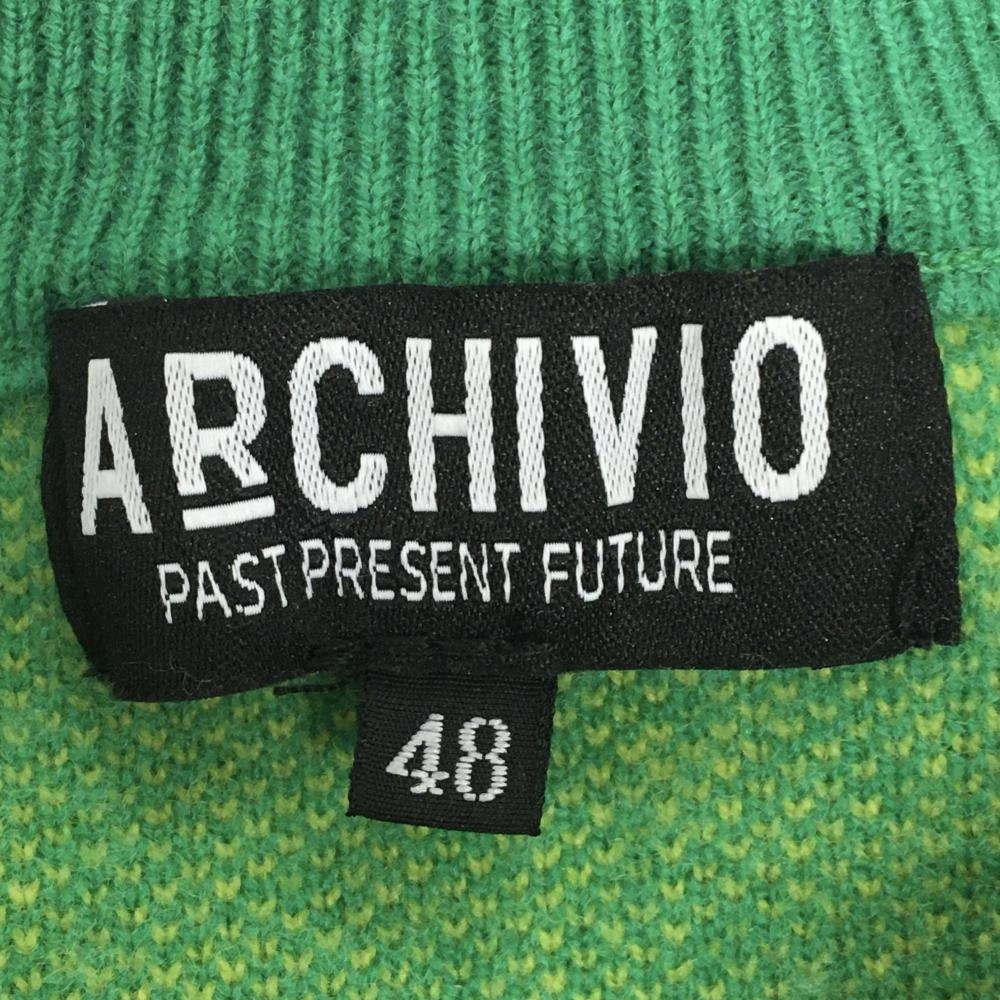 ARCHIVIO
PAST PRESENT FUTURE
48